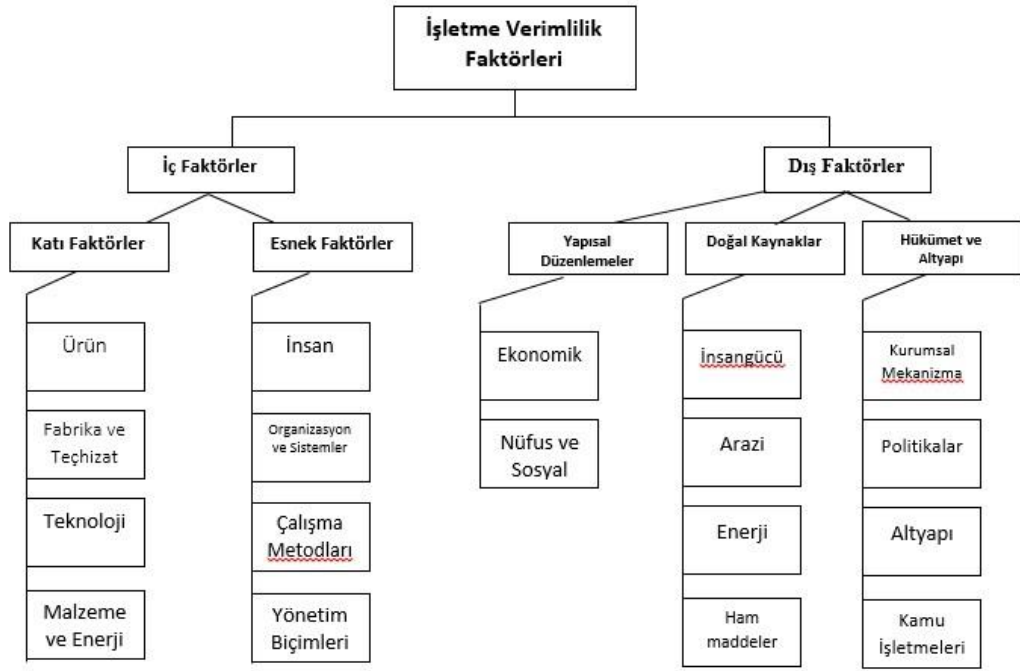 İşletme Verimlilik
Faktörleri
İç Faktörler
Dış Faktörler
Katı Faktörler
Esnek Faktörler
Yapısal
Düzenlemeler
Doğal Kaynaklar
Hükümet ve
Altyapı
Ürün
Fabrika ve
Teçhizat
Teknoloji
Malzeme
ve Enerji
İnsan
Organizasyon
ve Sistemler
Çalışma
Metodları
Yönetim
Biçimleri
Ekonomik
Nüfus ve
Sosyal
İnsangücü
Arazi
Enerji
Ham
maddeler
Kurumsal
Mekanizma
Politikalar
Altyapı
Kamu
İşletmeleri